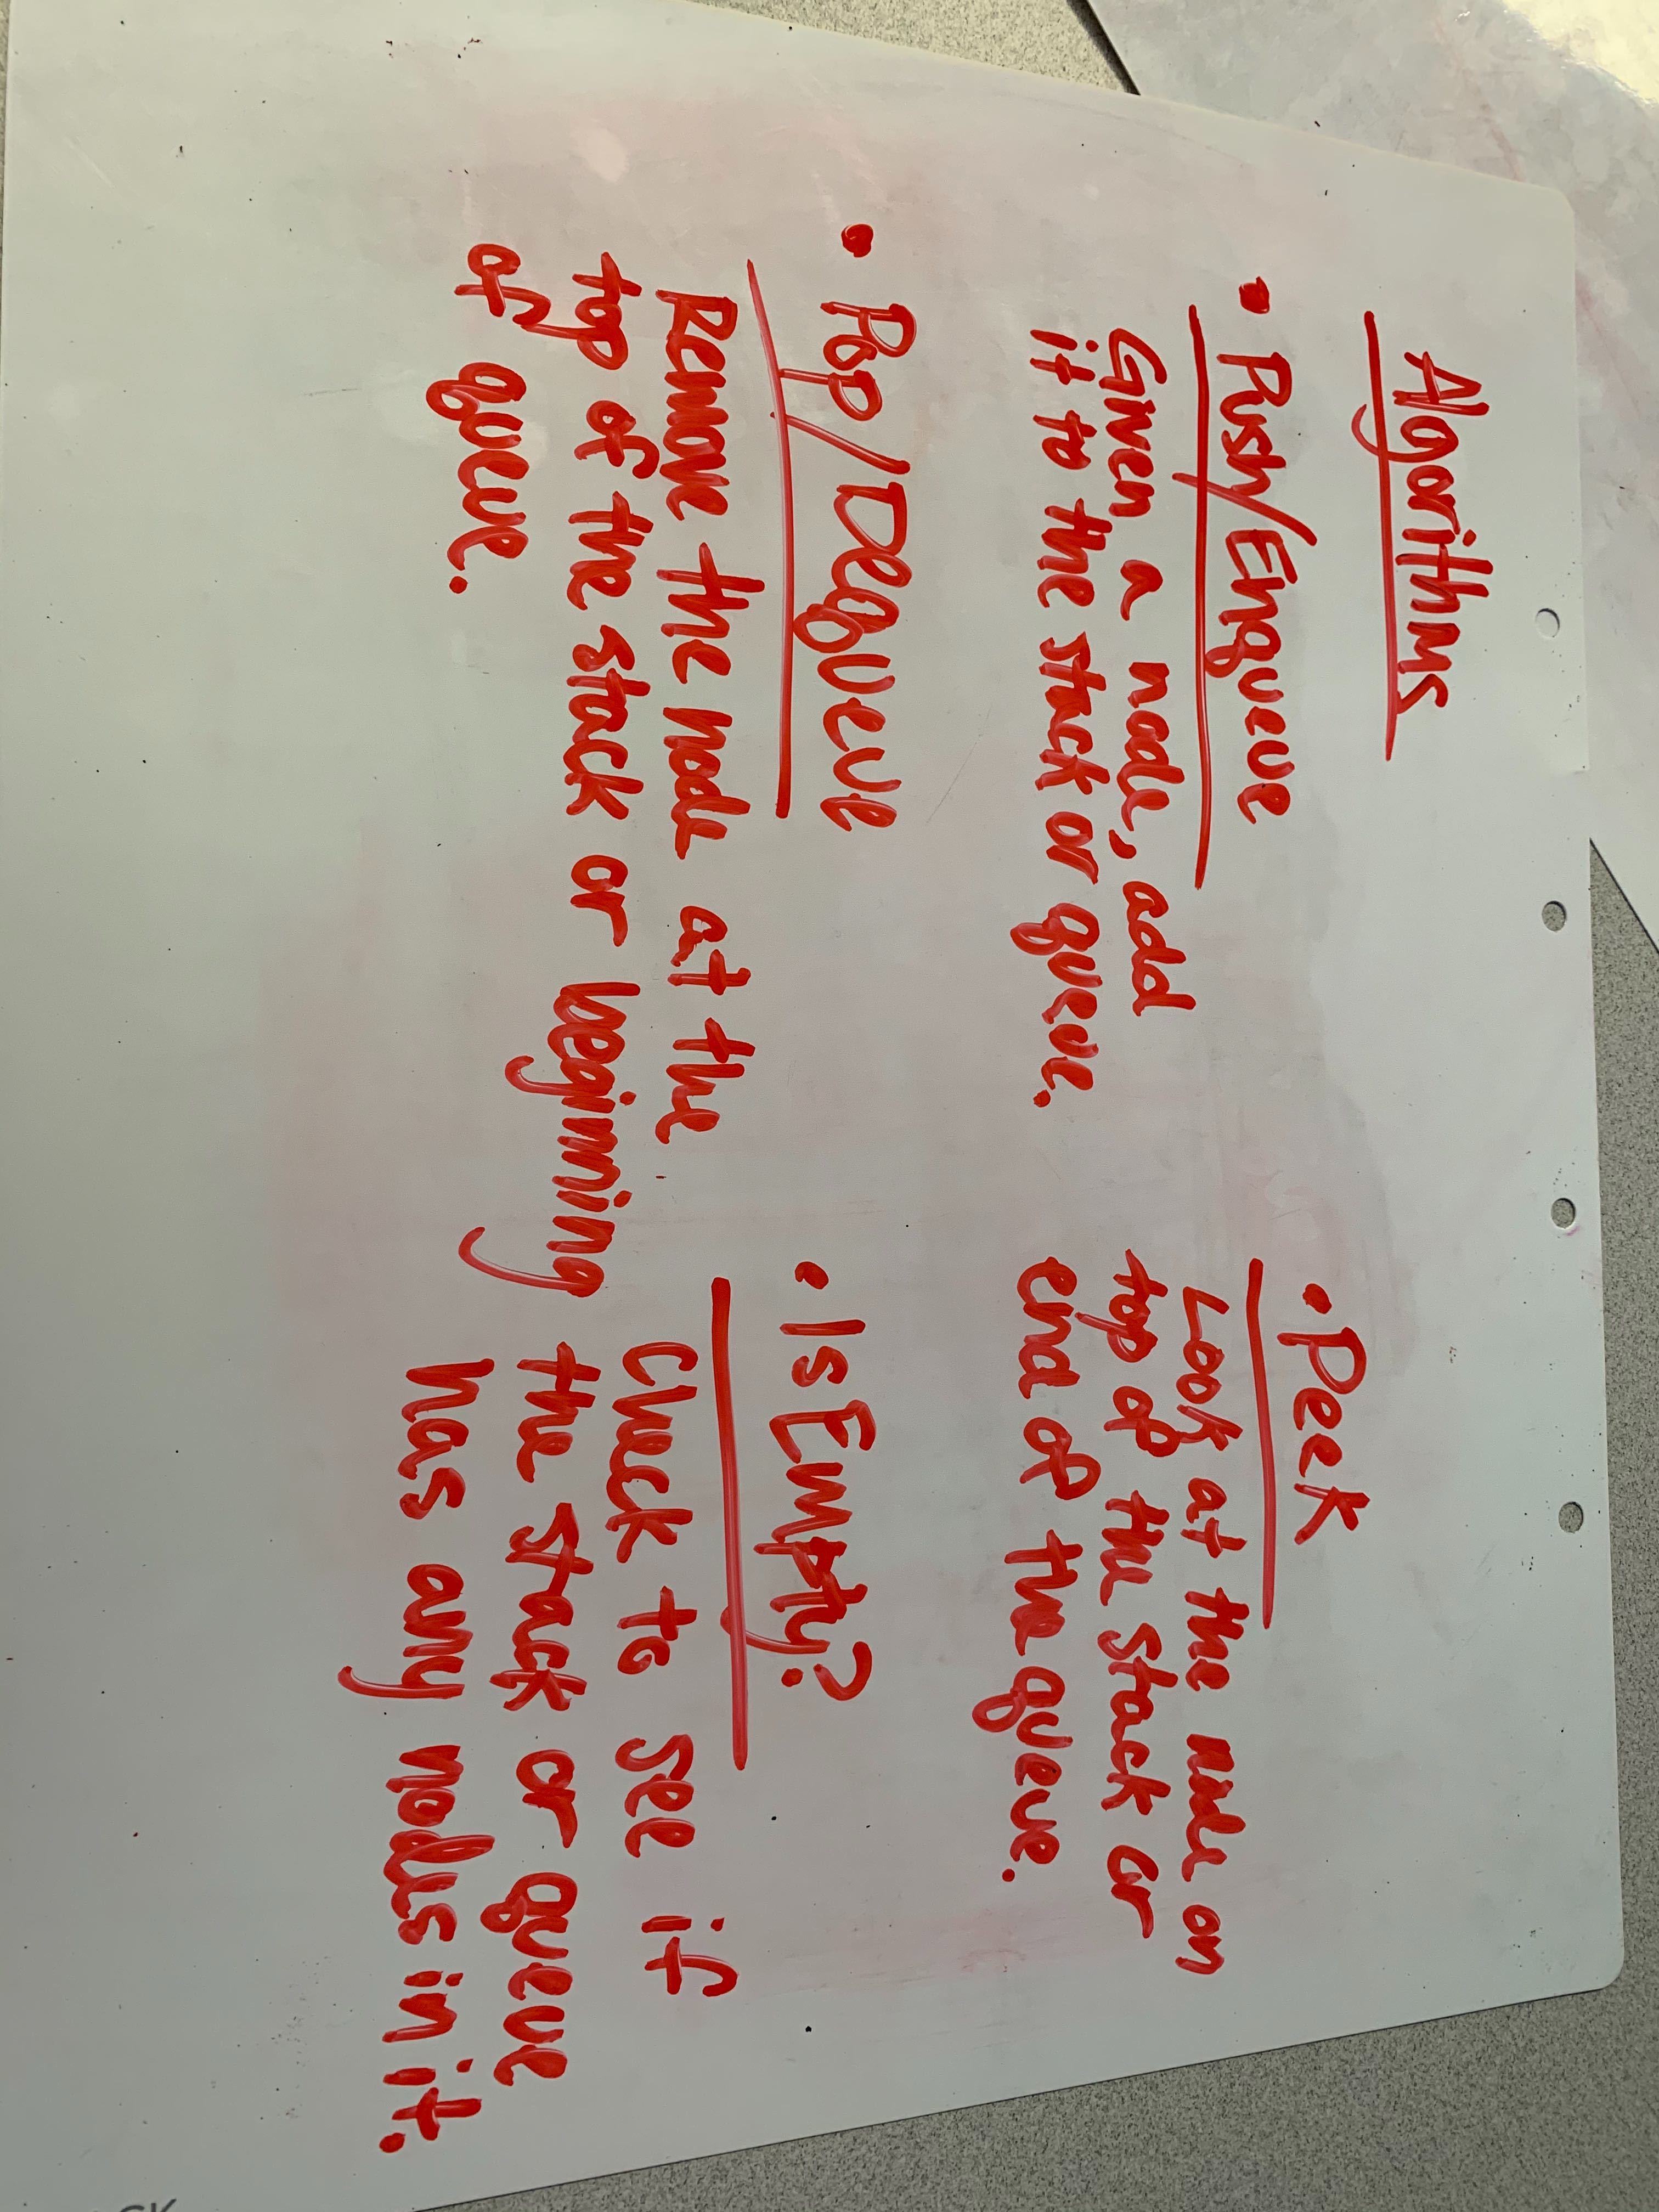 Algorithms
• Push/Enqueue
Given a node, add
it to the stack or queue.
• Pop/Dequeue
Remove the node at the
top of the stack or beginning
of queue.
• Peek
Look at the node on
top of the stack or
end of the queue.
• IsEmpty?
Check to see if
the stack or queue
has any nodes in it.